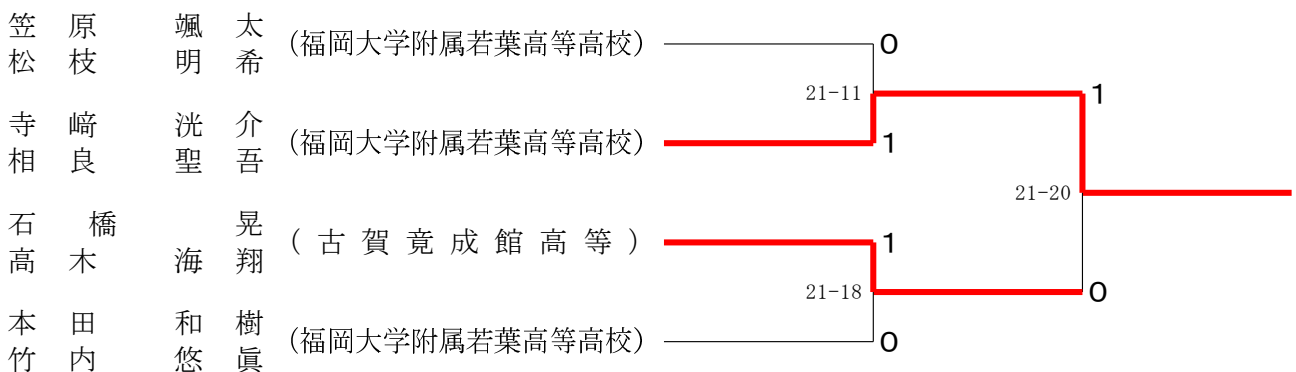 笠原 颯太
松枝 明希
(福岡大学附属若葉高等高校)
0
21-11
1
寺﨑 洸介
相良 聖吾
(福岡大学附属若葉高等高校)
1
21-20
石橋 晃
高木 海翔
(古賀竟成館高等)
1
21-18
0
本田 和樹
竹内 悠眞
(福岡大学附属若葉高等高校)
0